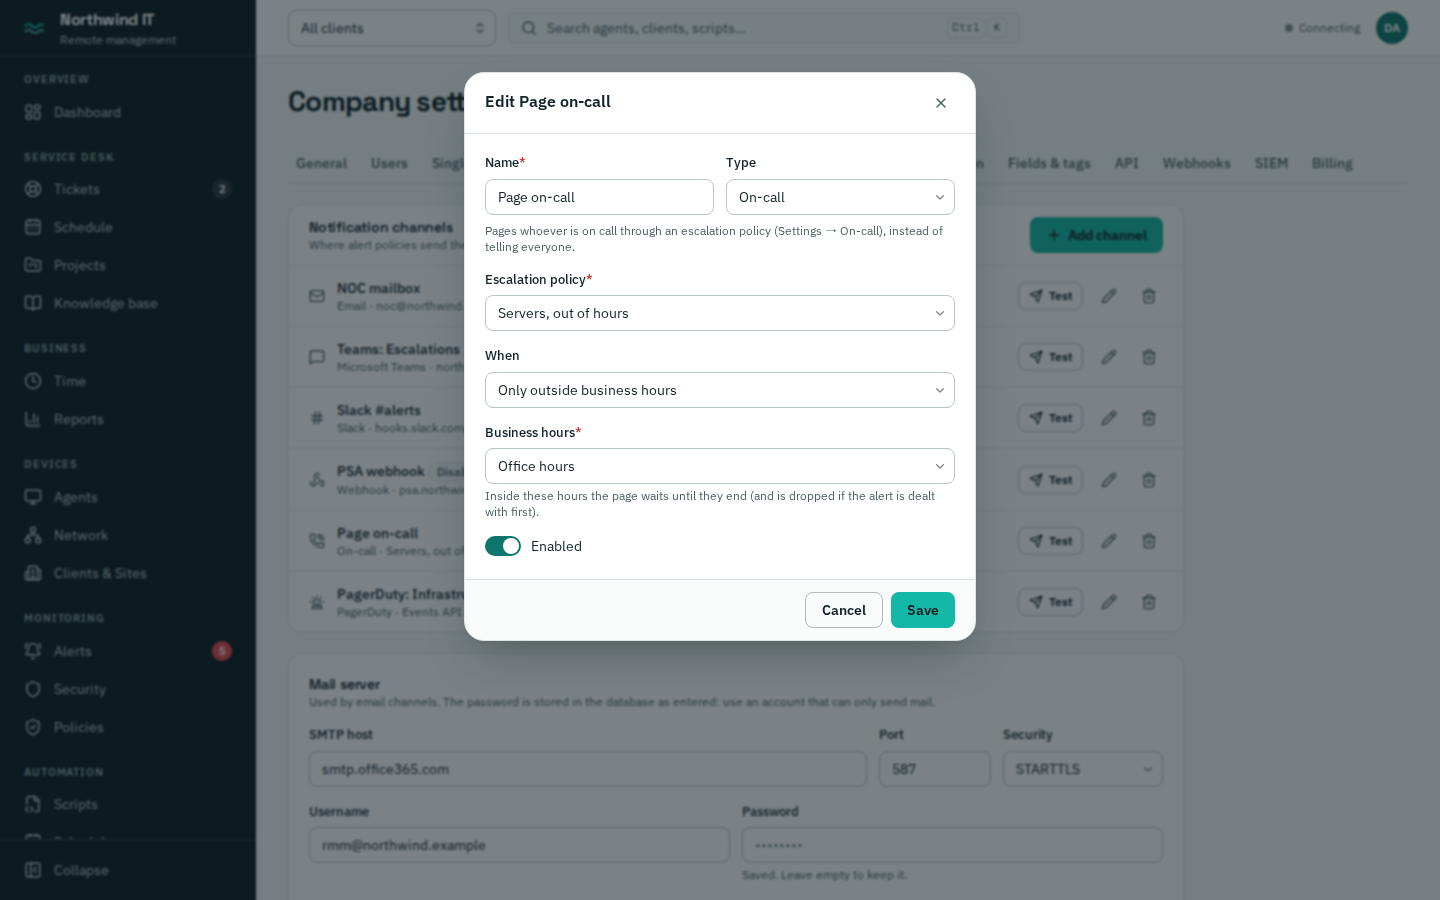 Northwind IT
Remote management
All clients
Search agents, clients, scripts...
Ctrl K
Connecting
DA
OVERVIEW
Dashboard
SERVICE DESK
Tickets 2
Schedule
Projects
Knowledge base
BUSINESS
Time
Reports
DEVICES
Agents
Network
Clients & Sites
MONITORING
Alerts 5
Security
Policies
AUTOMATION
Scripts
Collapse
Company
General Users Fields & tags API Webhooks SIEM Billing
Notification channels
Where alert policies send
Add channel
NOC mailbox
Email · noc@northwind.
Test
Teams: Escalations
Microsoft Teams ·
Test
Slack #alerts
Slack · hooks.slack.com
Test
PSA webhook
Webhook ·
Test
Page on-call
On-call · Servers, out
Test
PagerDuty:
PagerDuty · Events API
Test
Edit Page on-call
Name*
Page on-call
Type
On-call
Pages whoever is on call through an escalation policy (Settings → On-call), instead of
telling everyone.
Escalation policy*
Servers, out of hours
When
Only outside business hours
Business hours*
Office hours
Inside these hours the page waits until they end (and is dropped if the alert is dealt
with first).
Enabled
Cancel
Save
Mail server
Used by email channels. The password is stored in the database as entered: use an account that can only send mail.
SMTP host Port Security
smtp.office365.com 587 STARTTLS
Username Password
rmm@northwind.example ••••••••
Saved. Leave empty to keep it.